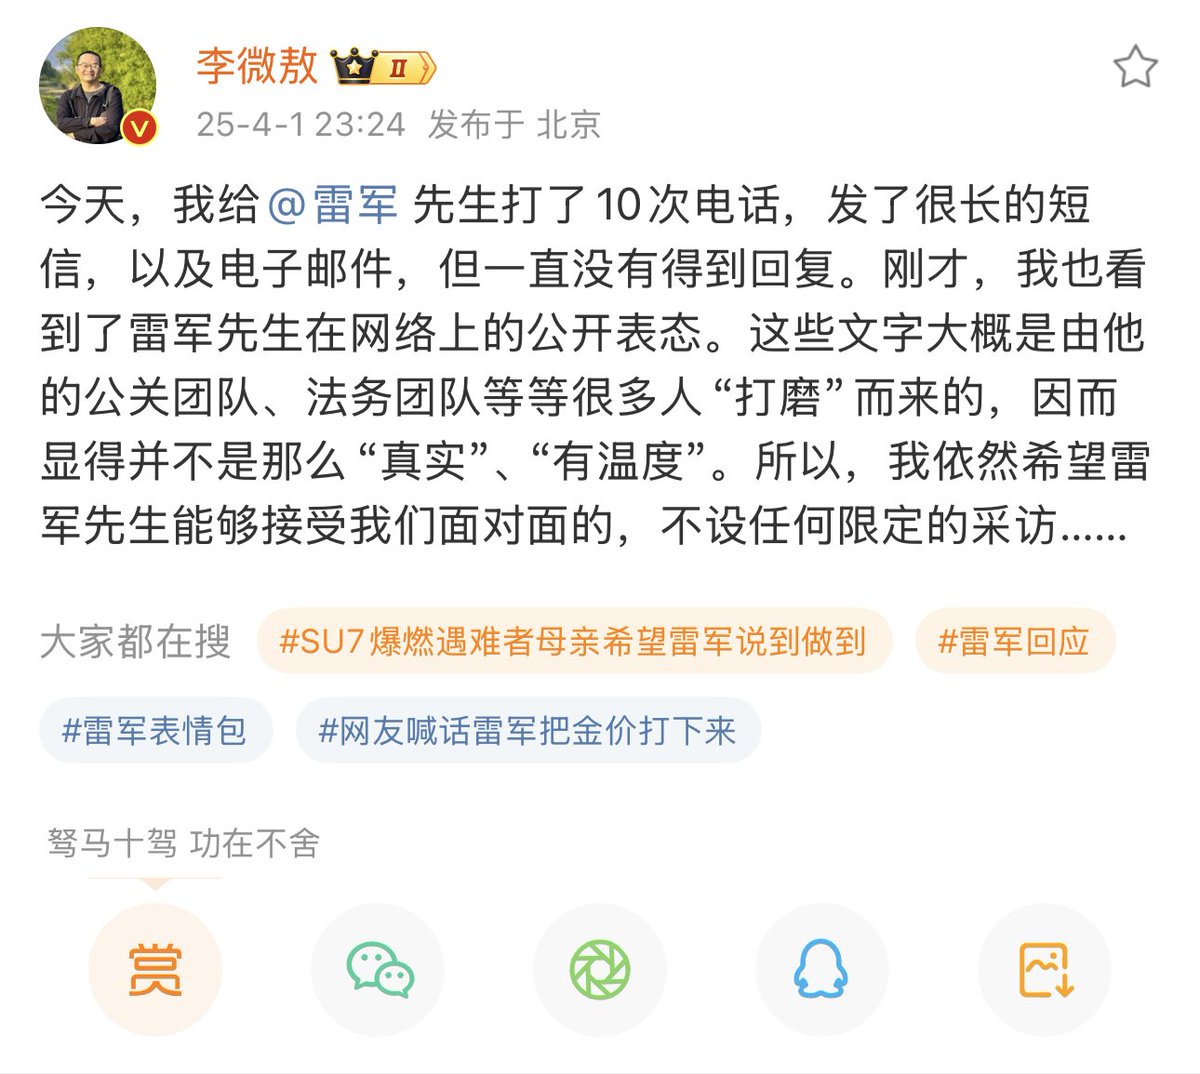 李微敖 II
25-4-1 23:24 发布于 北京
今天，我给@雷军 先生打了10次电话，发了很长的短
信，以及电子邮件，但一直没有得到回复。刚才，我也看
到了雷军先生在网络上的公开表态。这些文字大概是由他
的公关团队、法务团队等等很多人“打磨”而来的，因而
显得并不是那么“真实”、“有温度”。所以，我依然希望雷
军先生能够接受我们面对面的，不设任何限定的采访......
大家都在搜 #SU7爆燃遇难者母亲希望雷军说到做到 #雷军回应
#雷军表情包 #网友喊话雷军把金价打下来
驽马十驾 功在不舍
赏